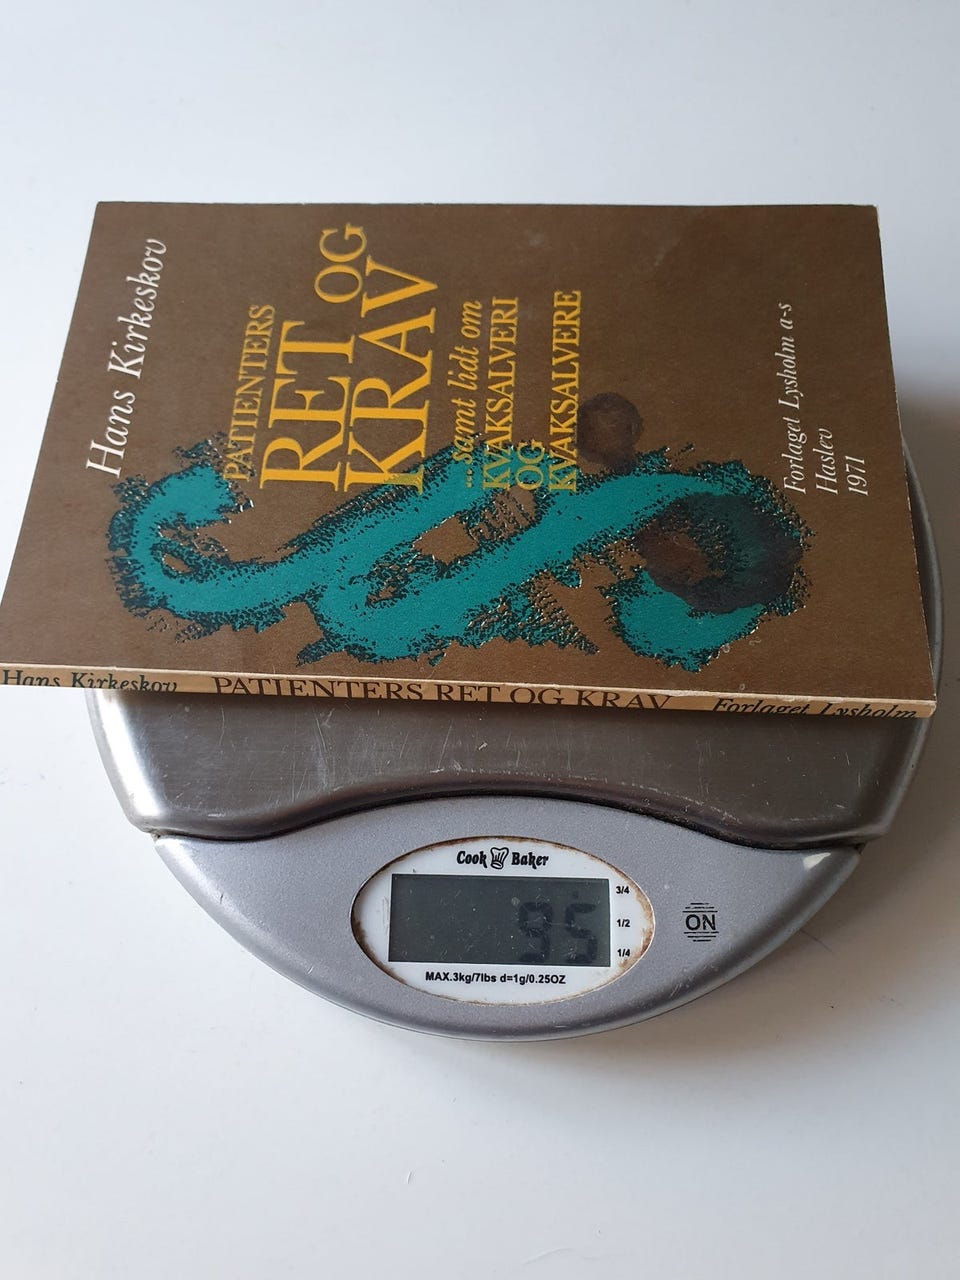 Hans Kirkeskov
PATIENTERS
RET OG
KRAV
...samt lidt om
KVAKSALVERI
OG
KVAKSALVERE
Forlaget Lysholm a-s
Haslev
1971
Hans Kirkeskov PATIENTERS RET OG KRAV Forlaget Lysholm
Cook Baker
95
3/4
1/2
1/4
MAX.3kg/7lbs d=1g/0.25OZ
ON